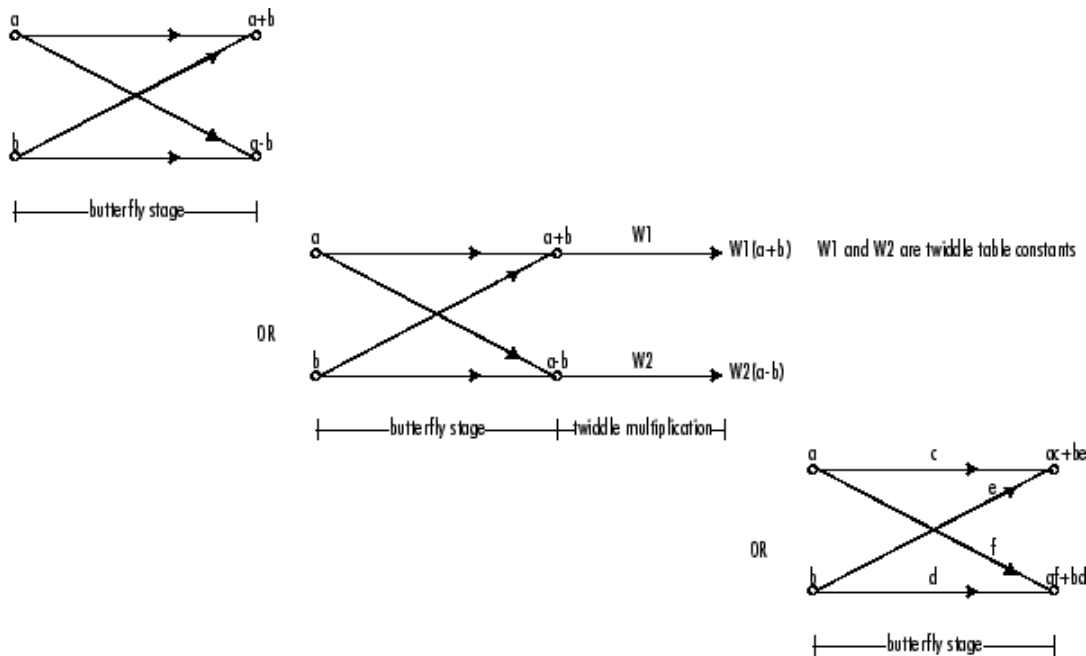 a a+b
b a-b
butterfly stage
a a+b W1 W1(a+b) W1 and W2 are twiddle table constants
OR
b a-b W2 W2(a-b)
butterfly stage twiddle multiplication
a c ac+be
e
OR f
b d af+bd
butterfly stage